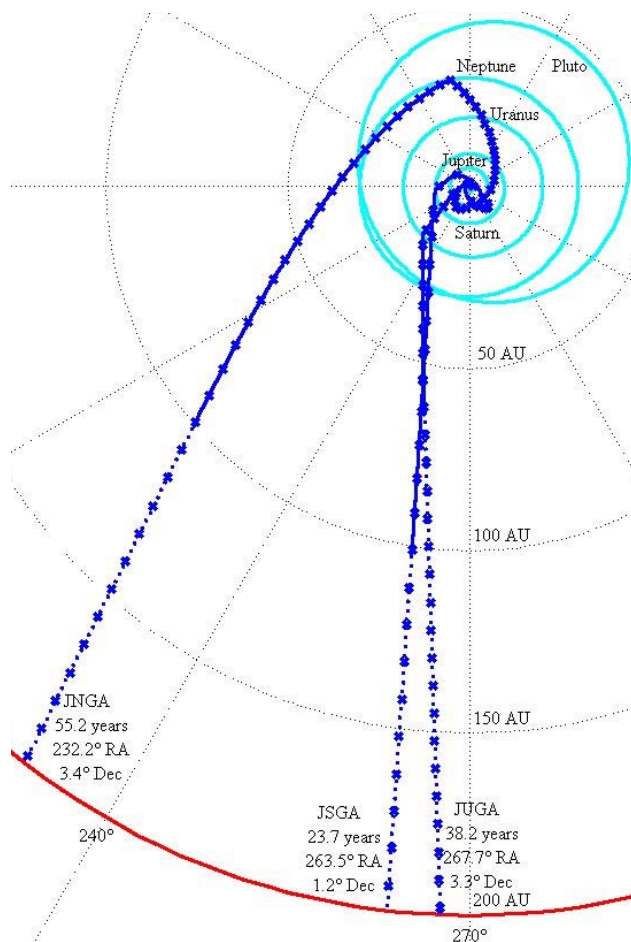 Neptune
Pluto
Uranus
Jupiter
Saturn
50 AU
100 AU
150 AU
200 AU
JNGA
55.2 years
232.2° RA
3.4° Dec
JSGA
23.7 years
263.5° RA
1.2° Dec
JUGA
38.2 years
267.7° RA
3.3° Dec
240°
270°